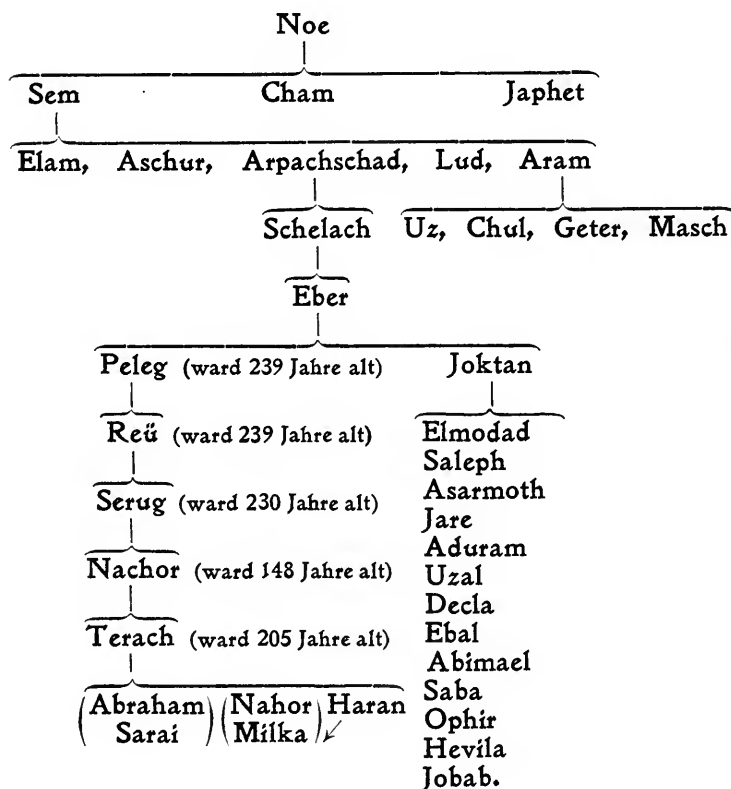 Noe
Sem Cham Japhet
Elam, Aschur, Arpachschad, Lud, Aram
Schelach Uz, Chul, Geter, Masch
Eber
Peleg (ward 239 Jahre alt) Joktan
Reü (ward 239 Jahre alt) Elmodad
Saleph
Serug (ward 230 Jahre alt) Asarmoth
Jare
Aduram
Nachor (ward 148 Jahre alt) Uzal
Decla
Terach (ward 205 Jahre alt) Ebal
Abimael
(Abraham (Nahor Haran Saba
Sarai) Milka) Ophir
Hevila
Jobab.